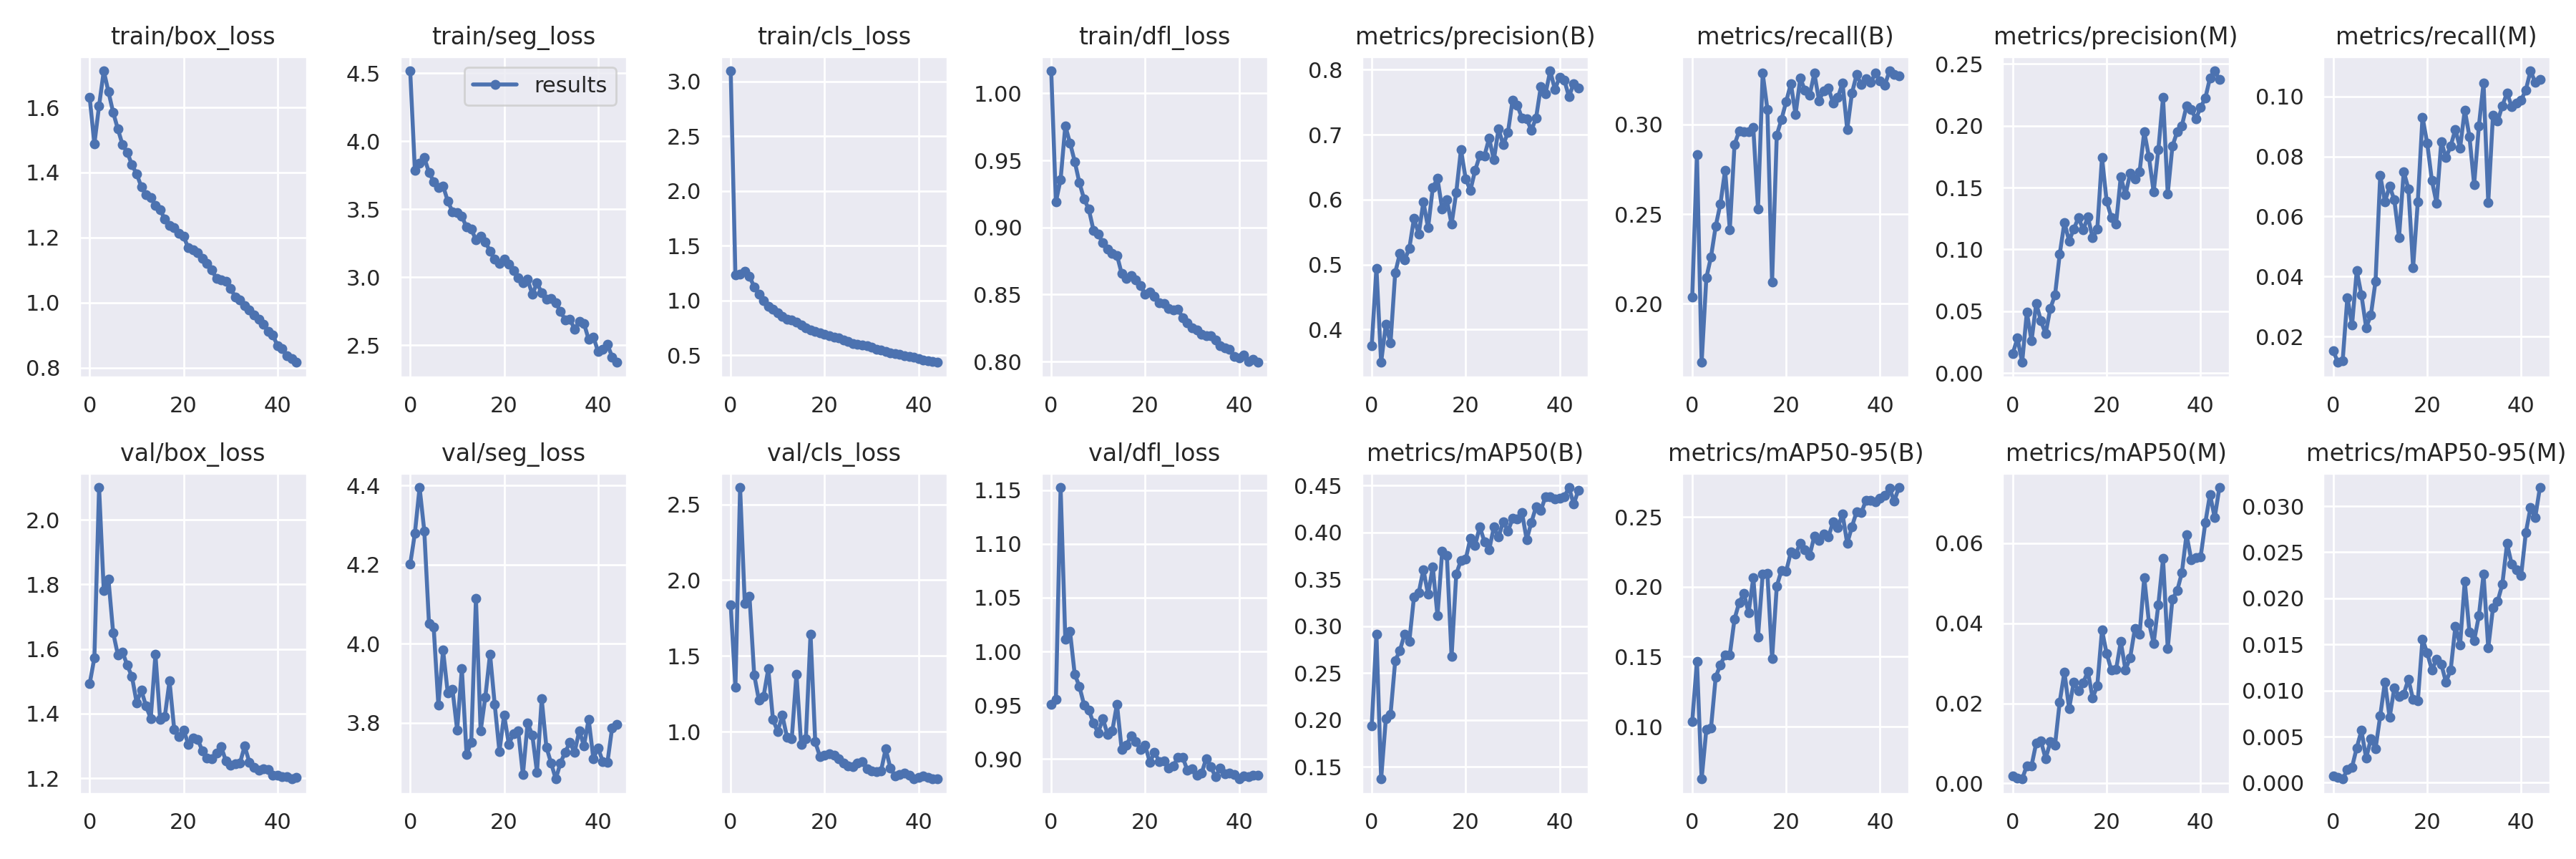 train/box_loss
1.6
1.4
1.2
1.0
0.8
0 20 40
train/seg_loss
results
4.5
4.0
3.5
3.0
2.5
0 20 40
train/cls_loss
3.0
2.5
2.0
1.5
1.0
0.5
0 20 40
train/dfl_loss
1.00
0.95
0.90
0.85
0.80
0 20 40
metrics/precision(B)
0.8
0.7
0.6
0.5
0.4
0 20 40
metrics/recall(B)
0.30
0.25
0.20
0 20 40
metrics/precision(M)
0.25
0.20
0.15
0.10
0.05
0.00
0 20 40
metrics/recall(M)
0.10
0.08
0.06
0.04
0.02
0 20 40
val/box_loss
2.0
1.8
1.6
1.4
1.2
0 20 40
val/seg_loss
4.4
4.2
4.0
3.8
0 20 40
val/cls_loss
2.5
2.0
1.5
1.0
0 20 40
val/dfl_loss
1.15
1.10
1.05
1.00
0.95
0.90
0 20 40
metrics/mAP50(B)
0.45
0.40
0.35
0.30
0.25
0.20
0.15
0 20 40
metrics/mAP50-95(B)
0.25
0.20
0.15
0.10
0 20 40
metrics/mAP50(M)
0.06
0.04
0.02
0.00
0 20 40
metrics/mAP50-95(M)
0.030
0.025
0.020
0.015
0.010
0.005
0.000
0 20 40